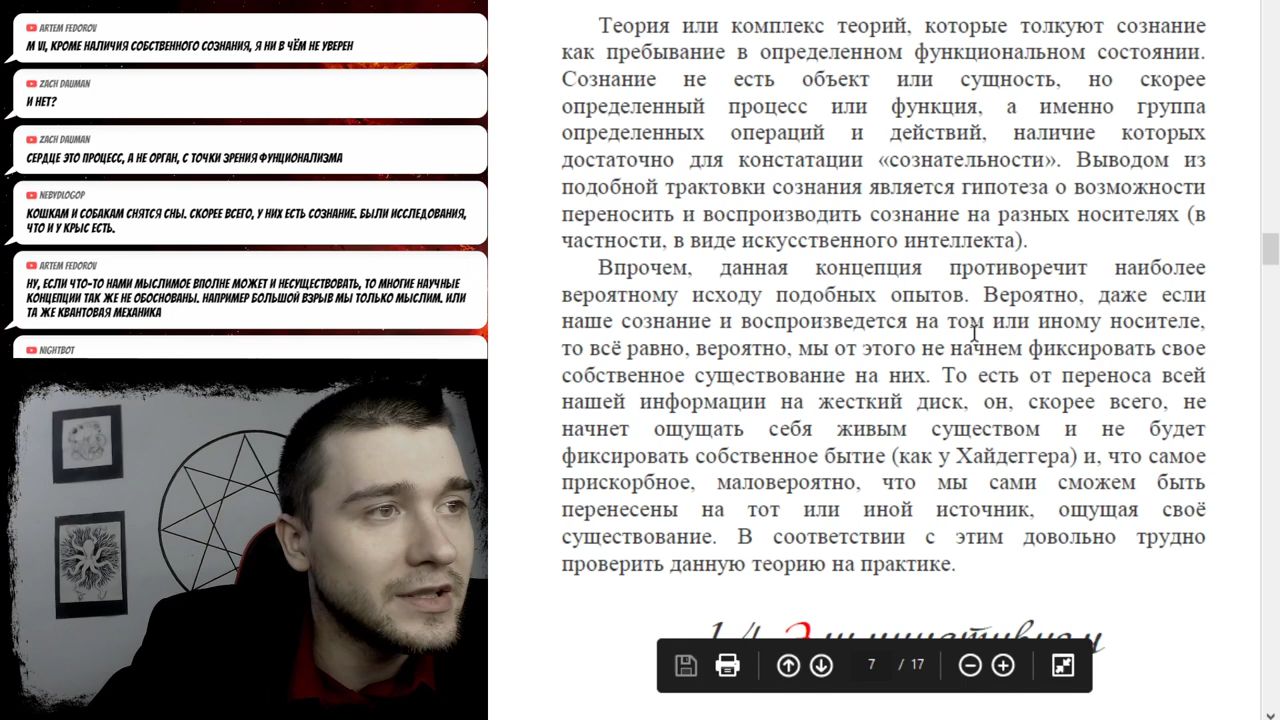 ARTEM FEDOROV
М VI, КРОМЕ НАЛИЧИЯ СОБСТВЕННОГО СОЗНАНИЯ, Я НИ В ЧЁМ НЕ УВЕРЕН
ZACH DAUMAN
И НЕТ?
ZACH DAUMAN
СЕРДЦЕ ЭТО ПРОЦЕСС, А НЕ ОРГАН, С ТОЧКИ ЗРЕНИЯ ФУНЦИОНАЛИЗМА
NEBYDLOGOP
КОШКАМ И СОБАКАМ СНЯТСЯ СНЫ. СКОРЕЕ ВСЕГО, У НИХ ЕСТЬ СОЗНАНИЕ. БЫЛИ ИССЛЕДОВАНИЯ,
ЧТО И У КРЫС ЕСТЬ.
ARTEM FEDOROV
НУ, ЕСЛИ ЧТО-ТО НАМИ МЫСЛИМОЕ ВПОЛНЕ МОЖЕТ И НЕСУЩЕСТВОВАТЬ, ТО МНОГИЕ НАУЧНЫЕ
КОНЦЕПЦИИ ТАК ЖЕ НЕ ОБОСНОВАНЫ. НАПРИМЕР БОЛЬШОЙ ВЗРЫВ МЫ ТОЛЬКО МЫСЛИМ. ИЛИ
ТА ЖЕ КВАНТОВАЯ МЕХАНИКА
NIGHTBOT
Теория или комплекс теорий, которые толкуют сознание
как пребывание в определенном функциональном состоянии.
Сознание не есть объект или сущность, но скорее
определенный процесс или функция, а именно группа
определенных операций и действий, наличие которых
достаточно для констатации «сознательности». Выводом из
подобной трактовки сознания является гипотеза о возможности
переносить и воспроизводить сознание на разных носителях (в
частности, в виде искусственного интеллекта).
Впрочем, данная концепция противоречит наиболее
вероятному исходу подобных опытов. Вероятно, даже если
наше сознание и воспроизведется на том или иному носителе,
то всё равно, вероятно, мы от этого не начнем фиксировать свое
собственное существование на них. То есть от переноса всей
нашей информации на жесткий диск, он, скорее всего, не
начнет ощущать себя живым существом и не будет
фиксировать собственное бытие (как у Хайдеггера) и, что самое
прискорбное, маловероятно, что мы сами сможем быть
перенесены на тот или иной источник, ощущая своё
существование. В соответствии с этим довольно трудно
проверить данную теорию на практике.
7 / 17